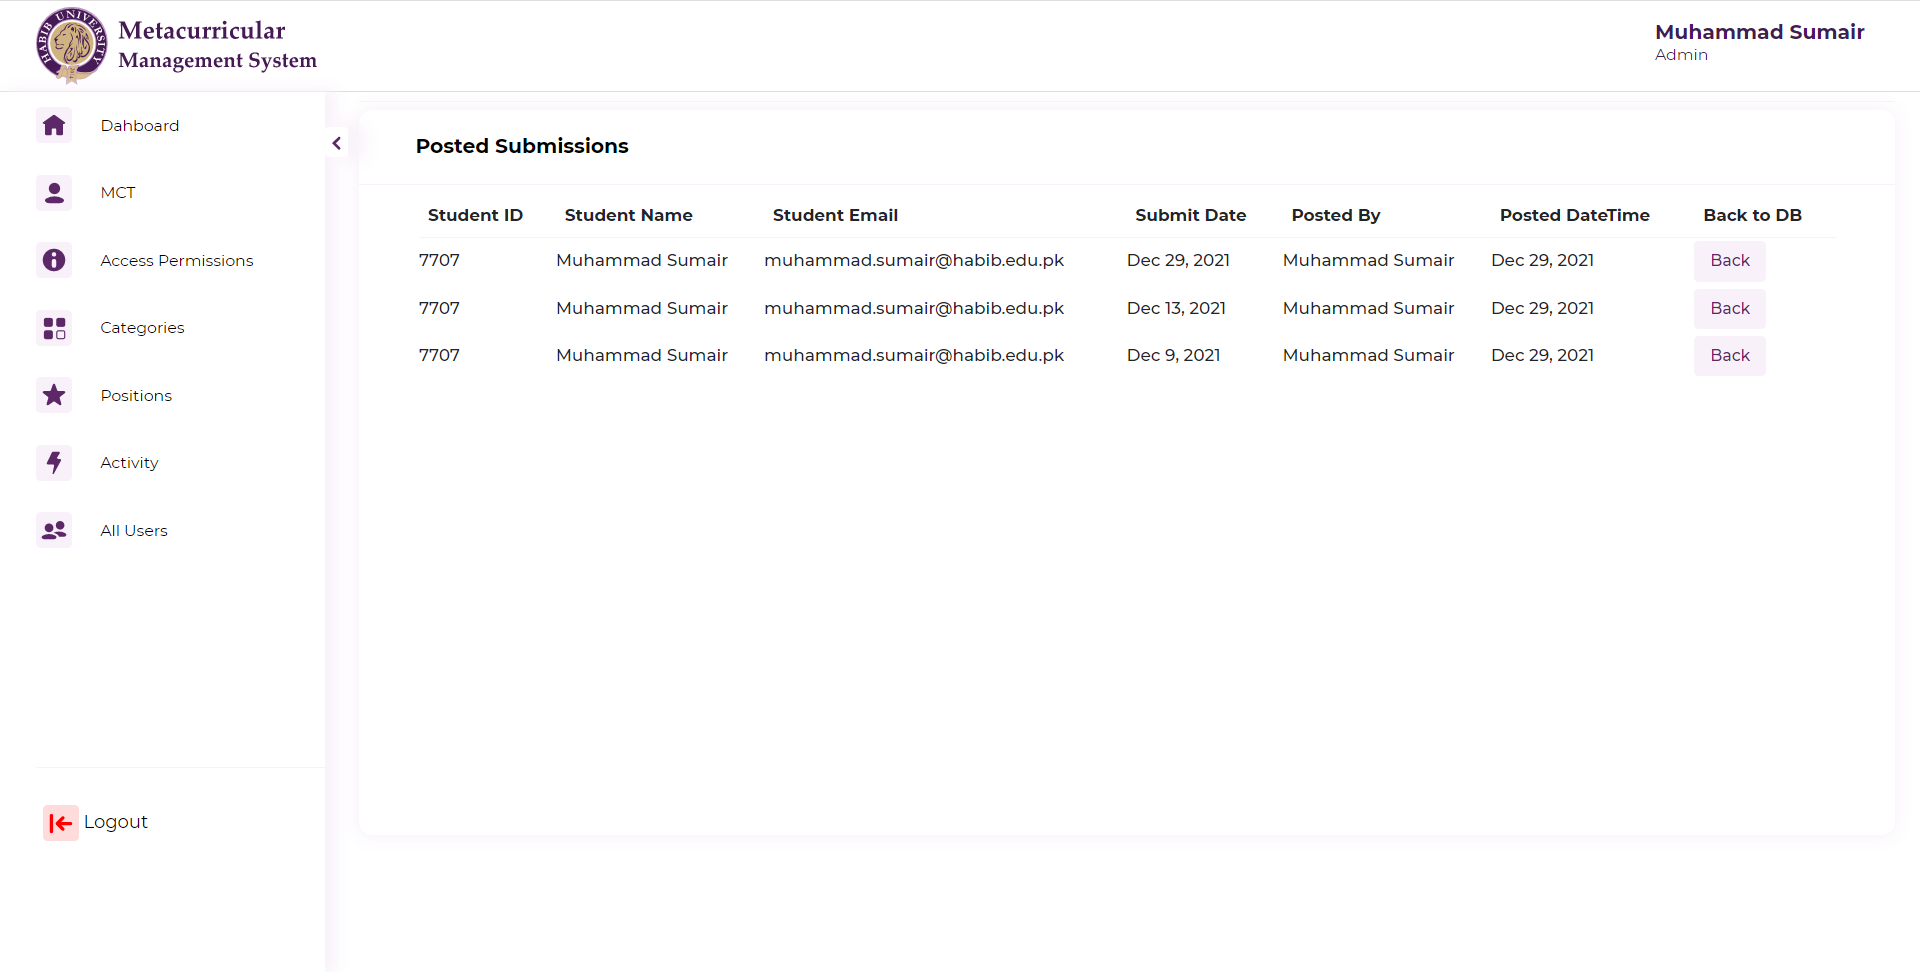 HABIB UNIVERSITY
Metacurricular
Management System
Muhammad Sumair
Admin
Dahboard
MCT
Access Permissions
Categories
Positions
Activity
All Users
Logout
Posted Submissions
Student ID Student Name Student Email Submit Date Posted By Posted DateTime Back to DB
7707 Muhammad Sumair muhammad.sumair@habib.edu.pk Dec 29, 2021 Muhammad Sumair Dec 29, 2021 Back
7707 Muhammad Sumair muhammad.sumair@habib.edu.pk Dec 13, 2021 Muhammad Sumair Dec 29, 2021 Back
7707 Muhammad Sumair muhammad.sumair@habib.edu.pk Dec 9, 2021 Muhammad Sumair Dec 29, 2021 Back